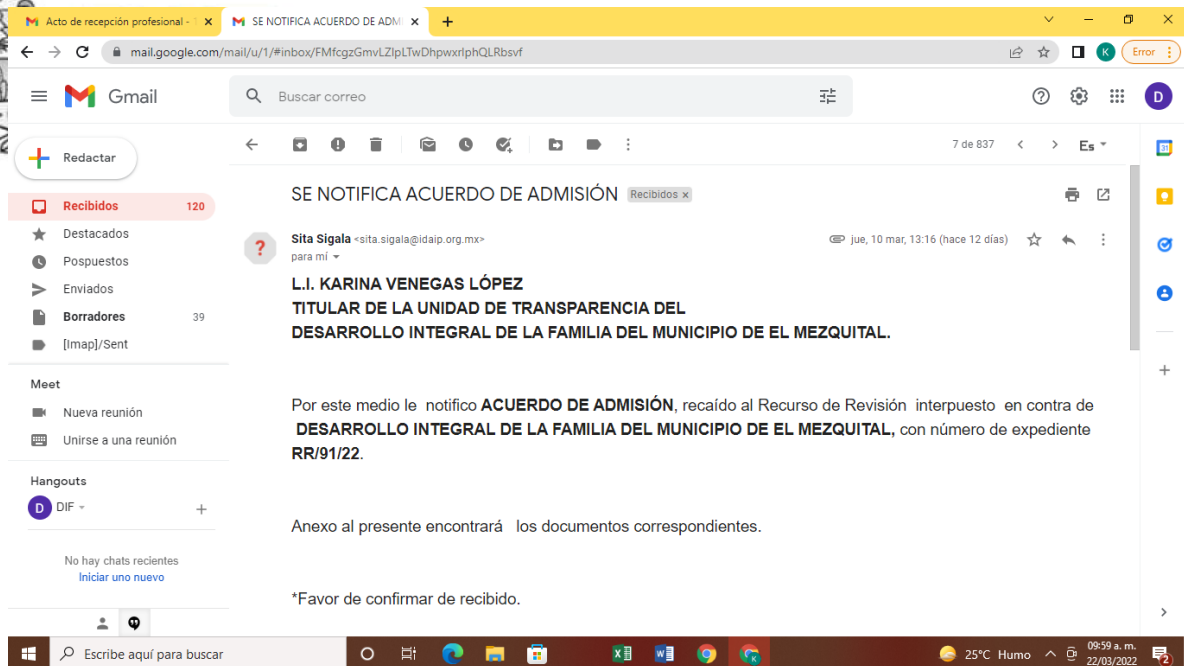 Acto de recepción profesional -
SE NOTIFICA ACUERDO DE ADMI
mail.google.com/mail/u/1/#inbox/FMfcgzGmvLZlpLTwDhpwxrlphQLRbsvf
K
Error
Gmail
Buscar correo
D
Redactar
7 de 837
Es
31
SE NOTIFICA ACUERDO DE ADMISIÓN Recibidos x
Recibidos 120
Destacados
Pospuestos
Enviados
Borradores 39
[Imap]/Sent
Sita Sigala <sita.sigala@idaip.org.mx>
jue, 10 mar, 13:16 (hace 12 días)
para mí
L.I. KARINA VENEGAS LÓPEZ
TITULAR DE LA UNIDAD DE TRANSPARENCIA DEL
DESARROLLO INTEGRAL DE LA FAMILIA DEL MUNICIPIO DE EL MEZQUITAL.
Por este medio le notifico ACUERDO DE ADMISIÓN, recaído al Recurso de Revisión interpuesto en contra de
DESARROLLO INTEGRAL DE LA FAMILIA DEL MUNICIPIO DE EL MEZQUITAL, con número de expediente
RR/91/22.
Anexo al presente encontrará los documentos correspondientes.
*Favor de confirmar de recibido.
Meet
Nueva reunión
Unirse a una reunión
Hangouts
D DIF
No hay chats recientes
Iniciar uno nuevo
Escribe aquí para buscar
25°C Humo
09:59 a. m.
22/03/2022
2